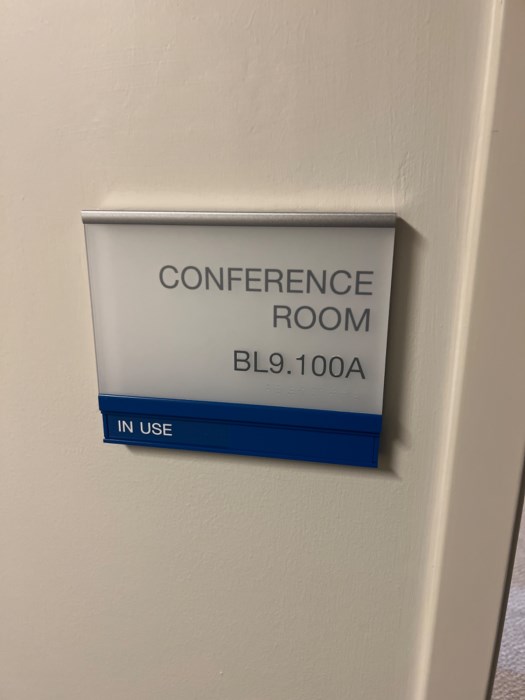 CONFERENCE
ROOM
BL9.100A
IN USE